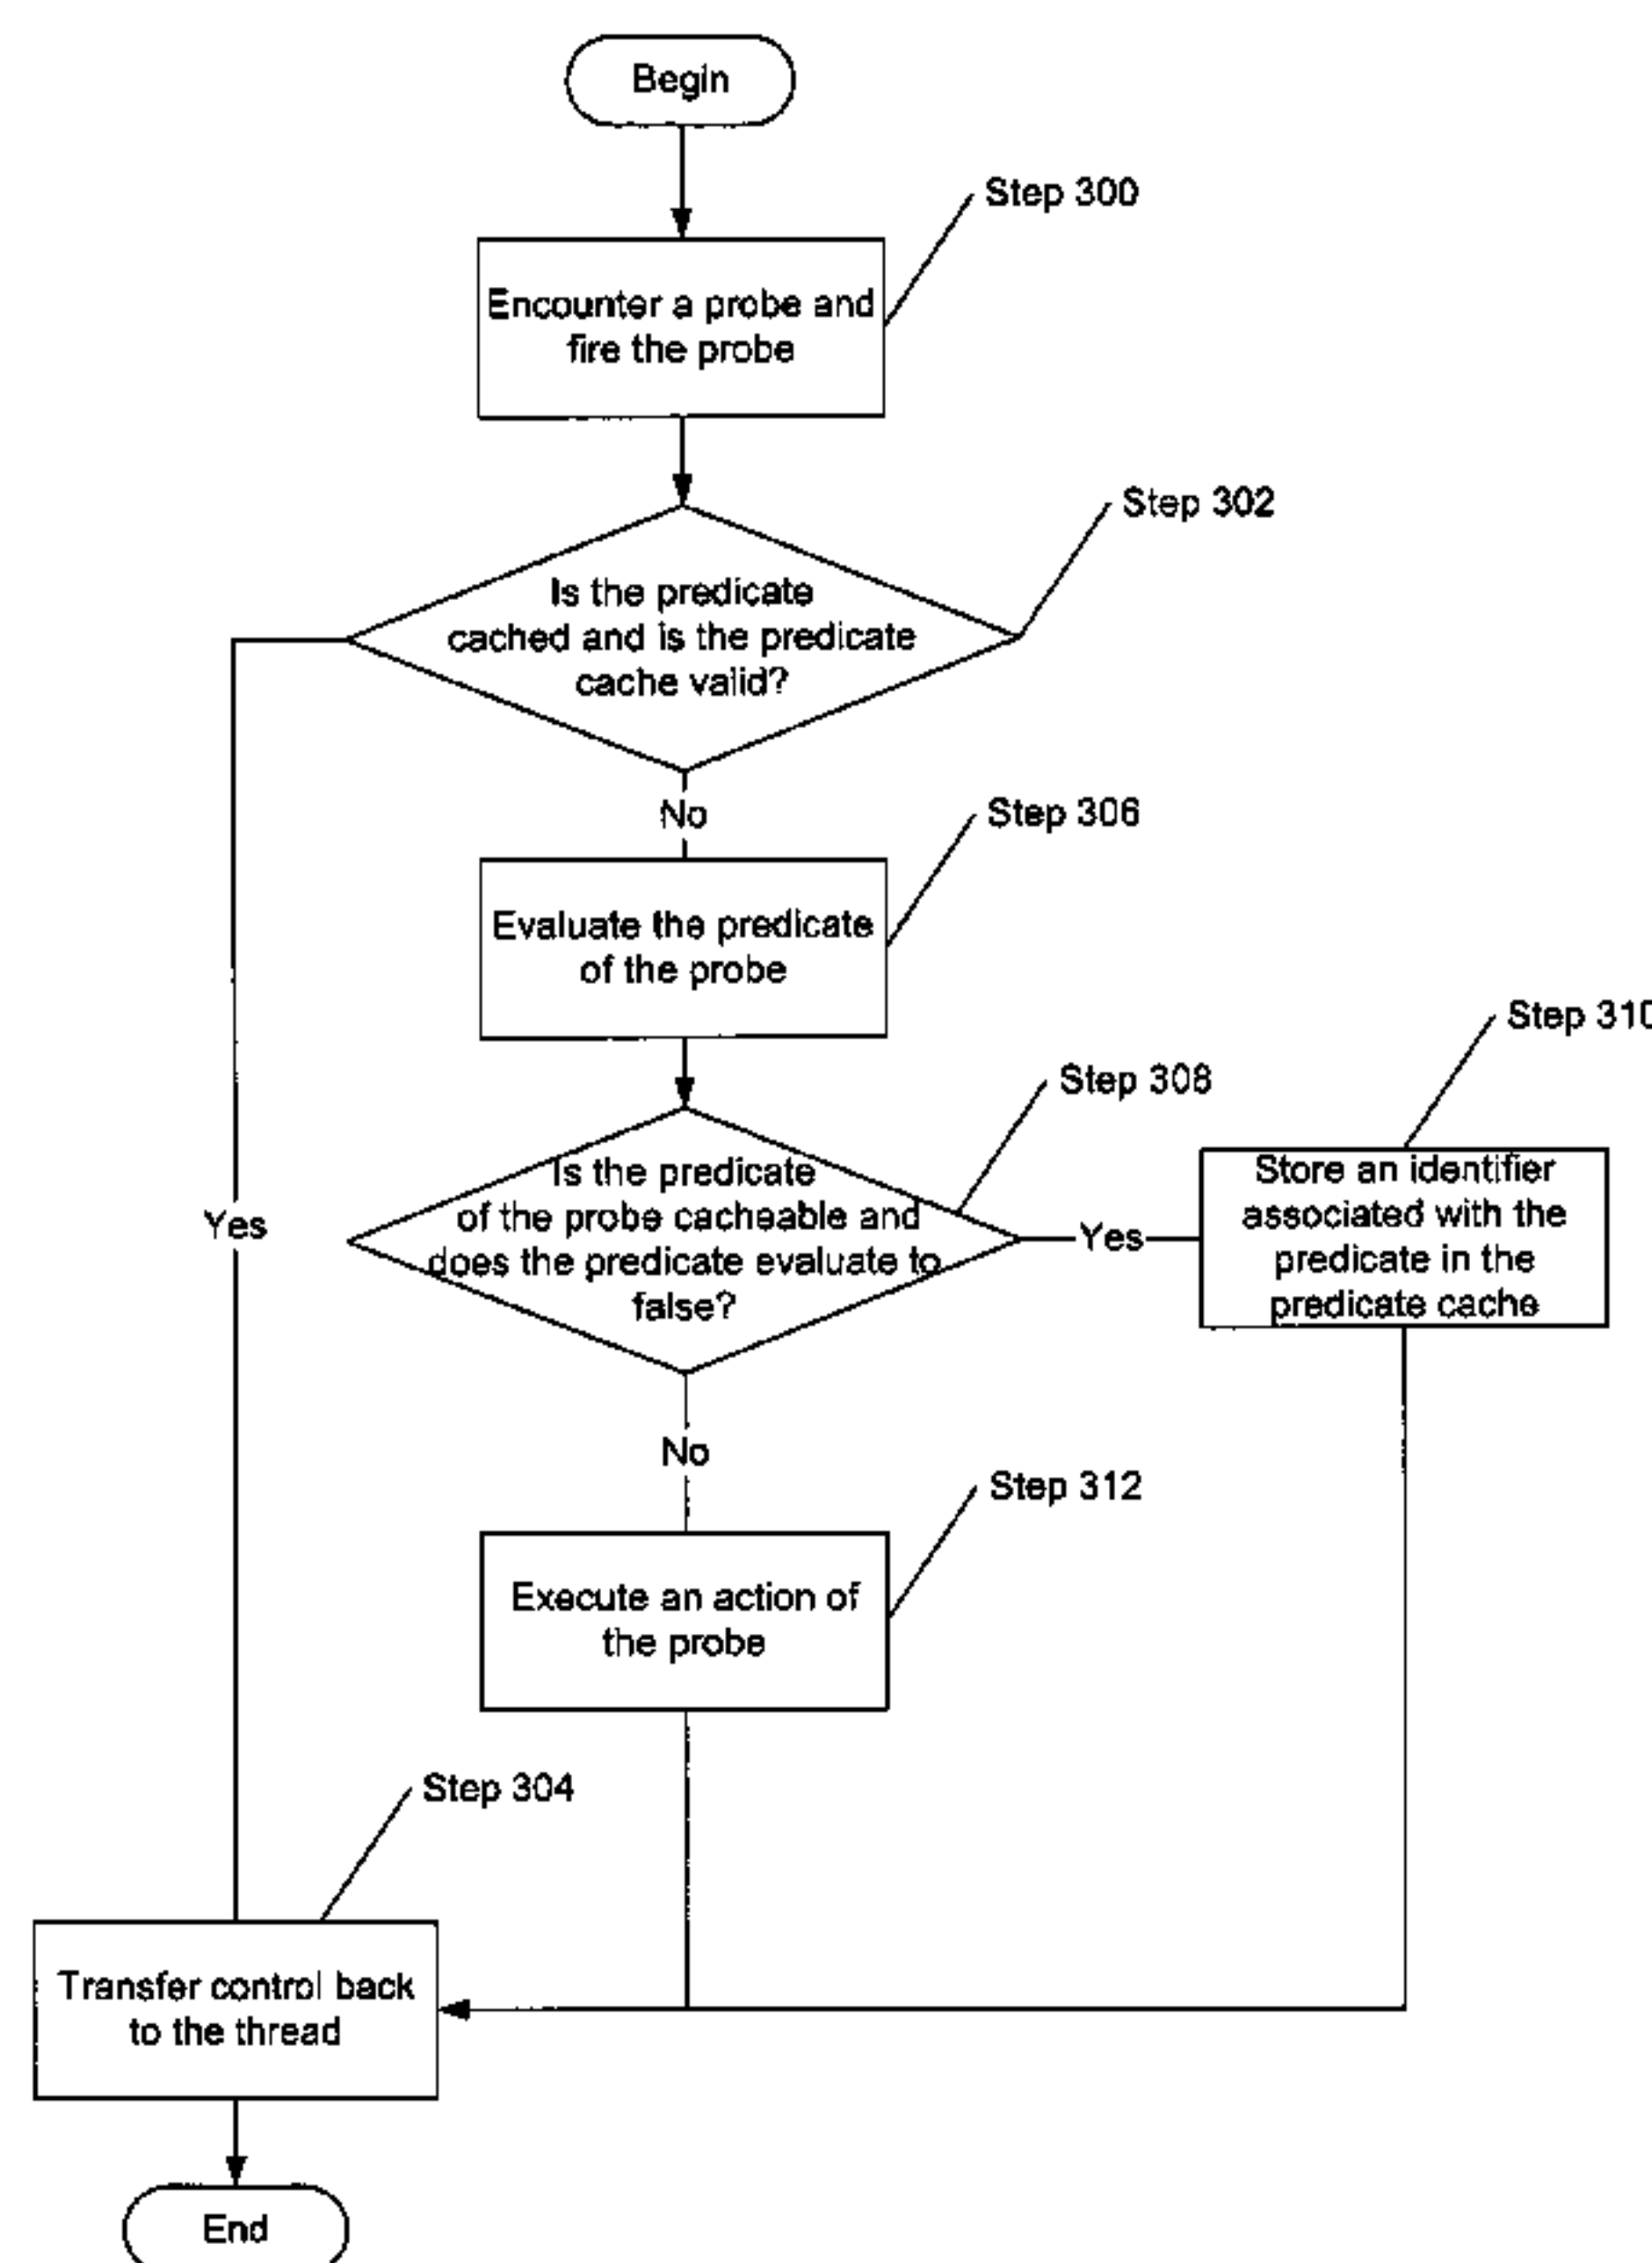 Begin
Step 300
Encounter a probe and
fire the probe
Step 302
Is the predicate
cached and is the predicate
cache valid?
No
Step 306
Evaluate the predicate
of the probe
Step 310
Step 308
Is the predicate
of the probe cacheable and
does the predicate evaluate to
false?
Yes
Store an identifier
associated with the
predicate in the
predicate cache
Yes
No
Step 312
Execute an action of
the probe
Step 304
Transfer control back
to the thread
End